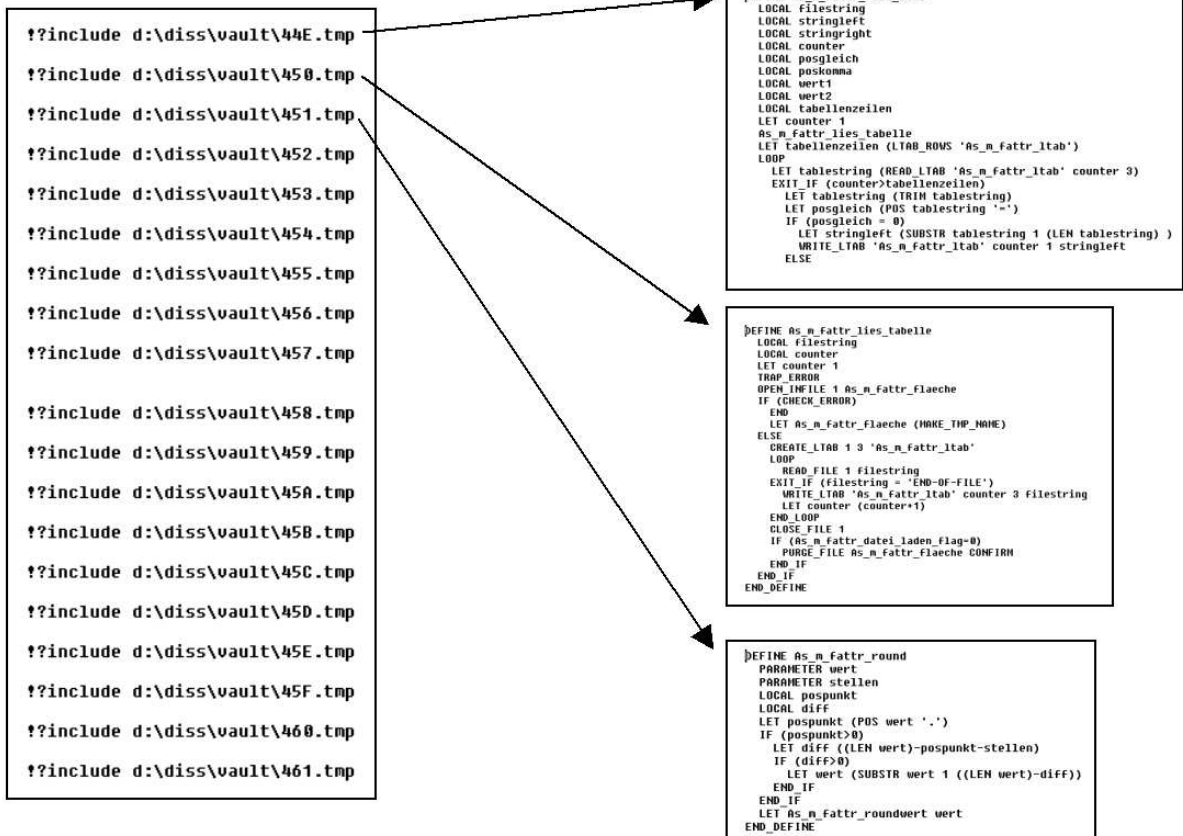 !?include d:\diss\vault\44E.tmp
!?include d:\diss\vault\450.tmp
!?include d:\diss\vault\451.tmp
!?include d:\diss\vault\452.tmp
!?include d:\diss\vault\453.tmp
!?include d:\diss\vault\454.tmp
!?include d:\diss\vault\455.tmp
!?include d:\diss\vault\456.tmp
!?include d:\diss\vault\457.tmp
!?include d:\diss\vault\458.tmp
!?include d:\diss\vault\459.tmp
!?include d:\diss\vault\45A.tmp
!?include d:\diss\vault\45B.tmp
!?include d:\diss\vault\45C.tmp
!?include d:\diss\vault\45D.tmp
!?include d:\diss\vault\45E.tmp
!?include d:\diss\vault\45F.tmp
!?include d:\diss\vault\460.tmp
!?include d:\diss\vault\461.tmp
LOCAL filestring
LOCAL stringleft
LOCAL stringright
LOCAL counter
LOCAL posgleich
LOCAL poskomma
LOCAL wert1
LOCAL wert2
LOCAL tabellenzeilen
LET counter 1
As_m_fattr_lies_tabelle
LET tabellenzeilen (LTAB_ROWS 'As_m_fattr_ltab')
LOOP
LET tablestring (READ_LTAB 'As_m_fattr_ltab' counter 3)
EXIT_IF (counter>tabellenzeilen)
LET tablestring (TRIM tablestring)
LET posgleich (POS tablestring '=')
IF (posgleich = 0)
LET stringleft (SUBSTR tablestring 1 (LEN tablestring) )
WRITE_LTAB 'As_m_fattr_ltab' counter 1 stringleft
ELSE
DEFINE As_m_fattr_lies_tabelle
LOCAL filestring
LOCAL counter
LET counter 1
TRAP_ERROR
OPEN_INFILE 1 As_m_fattr_flaeche
IF (CHECK_ERROR)
END
LET As_m_fattr_flaeche (MAKE_TMP_NAME)
ELSE
CREATE_LTAB 1 3 'As_m_fattr_ltab'
LOOP
READ_FILE 1 filestring
EXIT_IF (filestring = 'END-OF-FILE')
WRITE_LTAB 'As_m_fattr_ltab' counter 3 filestring
LET counter (counter+1)
END_LOOP
CLOSE_FILE 1
IF (As_m_fattr_datei_laden_flag=0)
PURGE_FILE As_m_fattr_flaeche CONFIRM
END_IF
END_IF
END_DEFINE
DEFINE As_m_fattr_round
PARAMETER wert
PARAMETER stellen
LOCAL pospunkt
LOCAL diff
LET pospunkt (POS wert '.')
IF (pospunkt>0)
LET diff ((LEN wert)-pospunkt-stellen)
IF (diff>0)
LET wert (SUBSTR wert 1 ((LEN wert)-diff))
END_IF
END_IF
LET As_m_fattr_roundwert wert
END_DEFINE